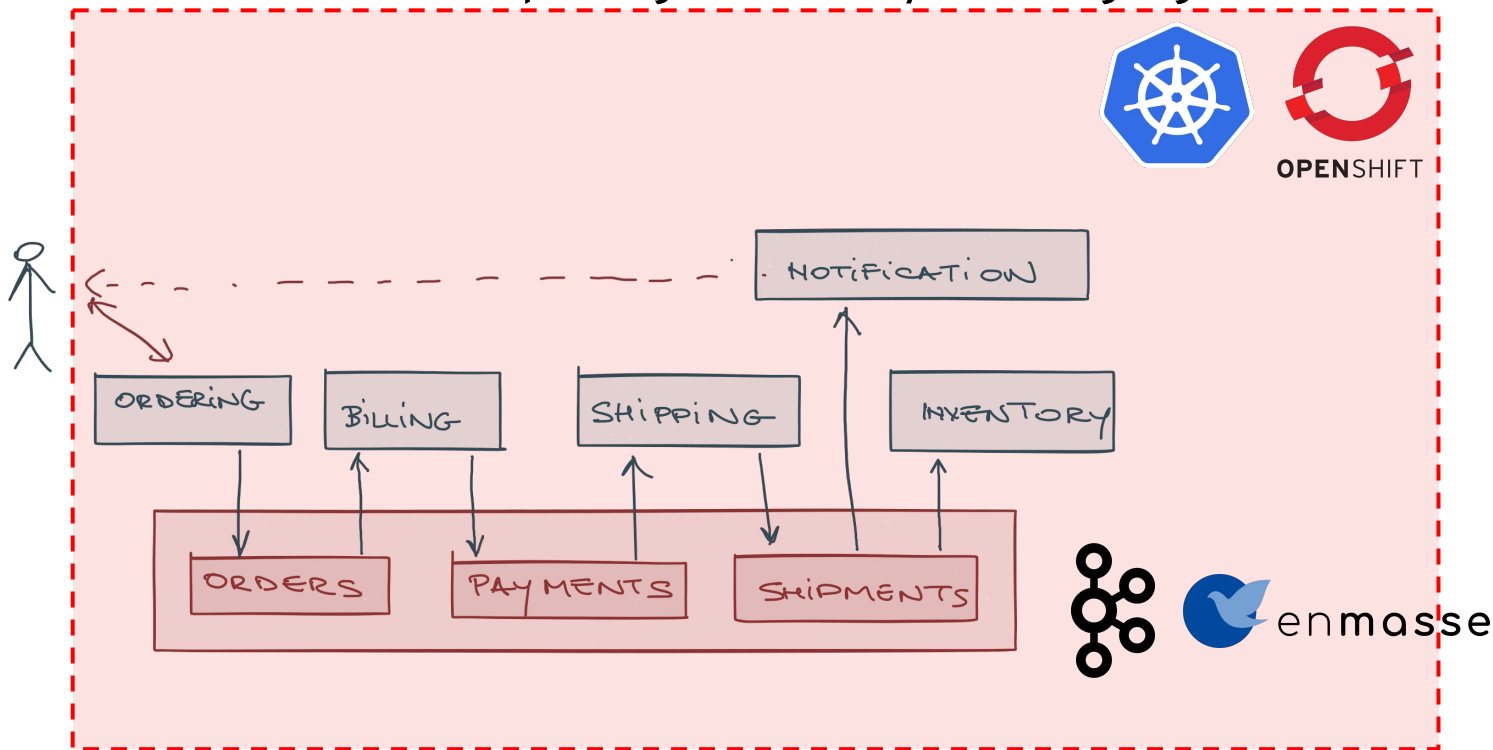 OPENSHIFT
NOTIFICATION
ORDERING
BILLING
SHIPPING
INVENTORY
ORDERS
PAYMENTS
SHIPMENTS
enmasse